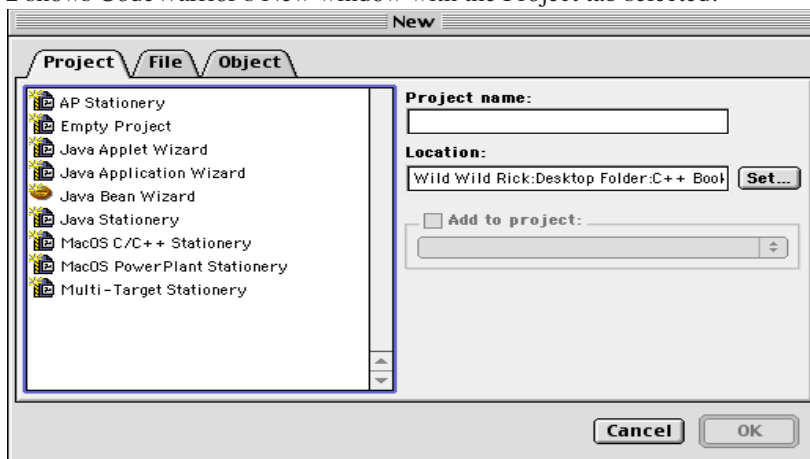 2 shows CodeWarrior's New window with the Project tab selected.
New
Project File Object
AP Stationery
Empty Project
Java Applet Wizard
Java Application Wizard
Java Bean Wizard
Java Stationery
MacOS C/C++ Stationery
MacOS PowerPlant Stationery
Multi-Target Stationery
Project name:
Location:
Wild Wild Rick:Desktop Folder:C++ Book Set...
Add to project:
Cancel OK